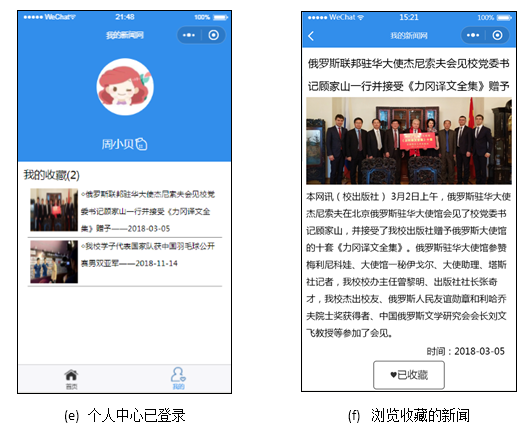 WeChat
21:48
100%
我的新闻网
周小贝
我的收藏(2)
○俄罗斯联邦驻华大使杰尼索夫会见校党
委书记顾家山一行并接受《力冈译文全
集》赠予——2018-03-05
○我校学子代表国家队获中国羽毛球公开
赛男双亚军——2018-11-14
首页
我的
(e) 个人中心已登录
WeChat
15:21
100%
我的新闻网
俄罗斯联邦驻华大使杰尼索夫会见校党委书
记顾家山一行并接受《力冈译文全集》赠予
本网讯（校出版社） 3月2日上午，俄罗斯驻华大使
杰尼索夫在北京俄罗斯驻华大使馆会见了校党委书
记顾家山，并接受了我校出版社赠予俄罗斯大使馆
的十套《力冈译文全集》。俄罗斯驻华大使馆参赞
梅利尼科娃、大使馆一秘伊戈尔、大使助理、塔斯
社记者，我校校办主任曾黎明、出版社社长张奇
才，我校杰出校友、俄罗斯人民友谊勋章和利哈乔
夫院士奖获得者、中国俄罗斯文学研究会会长刘文
飞教授等参加了会见。
时间：2018-03-05
♥已收藏
(f) 浏览收藏的新闻